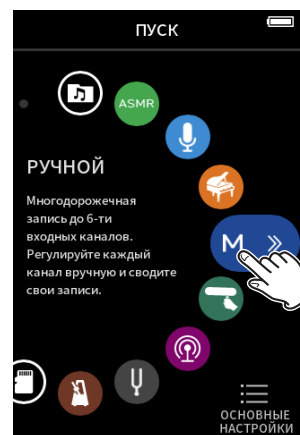 ПУСК
ASMR
РУЧНОЙ
Многодорожечная
запись до 6-ти
входных каналов.
Регулируйте каждый
канал вручную и сводите
свои записи.
M
ОСНОВНЫЕ
НАСТРОЙКИ